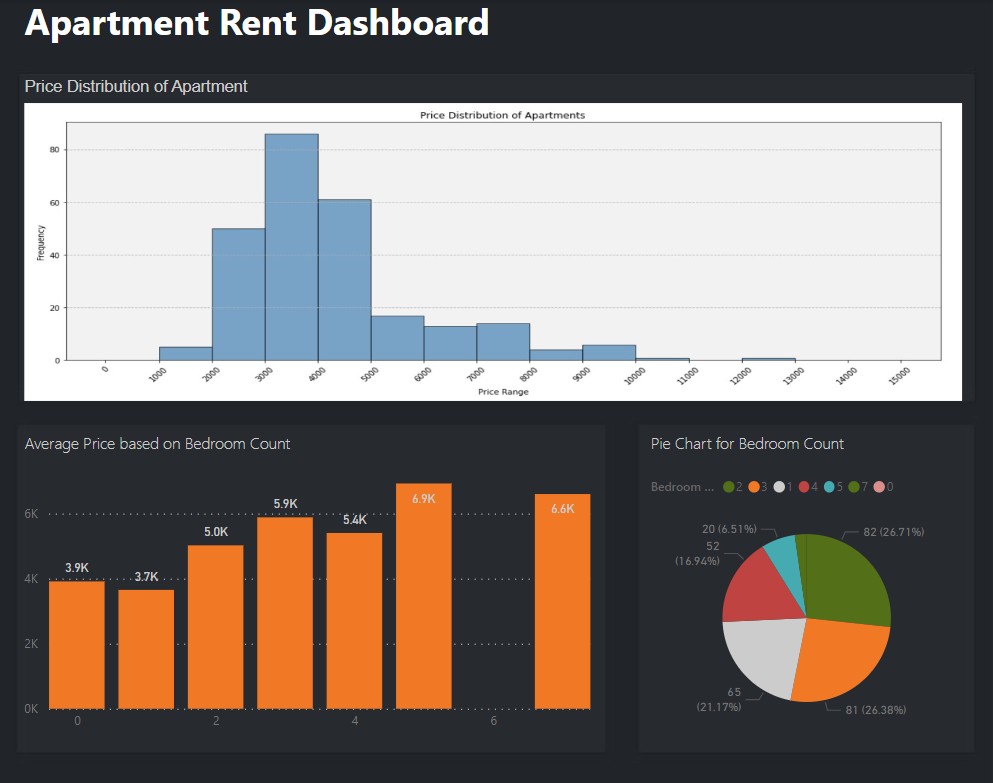 Apartment Rent Dashboard
Price Distribution of Apartment
Price Distribution of Apartments
80
60
40
20
0
Frequency
0
1000
2000
3000
4000
5000
6000
7000
8000
9000
10000
11000
12000
13000
14000
15000
Price Range
Average Price based on Bedroom Count
6K
4K
2K
0K
3.9K
3.7K
5.0K
5.9K
5.4K
6.9K
6.6K
0
2
4
6
Pie Chart for Bedroom Count
Bedroom ... 2 3 1 4 5 7 0
20 (6.51%)
82 (26.71%)
52
(16.94%)
65
(21.17%)
81 (26.38%)